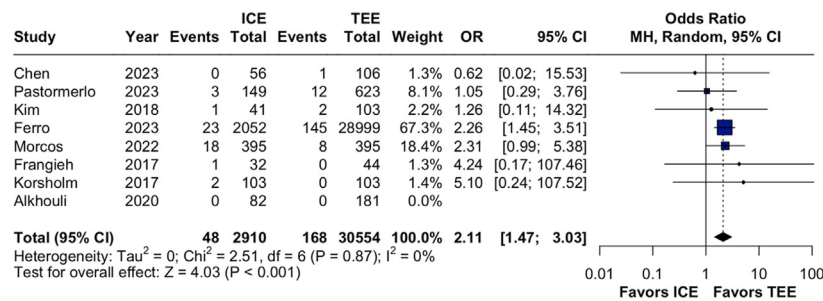 ICE TEE Odds Ratio
Study Year Events Total Events Total Weight OR 95% CI MH, Random, 95% CI
Chen 2023 0 56 1 106 1.3% 0.62 [0.02; 15.53]
Pastormerlo 2023 3 149 12 623 8.1% 1.05 [0.29; 3.76]
Kim 2018 1 41 2 103 2.2% 1.26 [0.11; 14.32]
Ferro 2023 23 2052 145 28999 67.3% 2.26 [1.45; 3.51]
Morcos 2022 18 395 8 395 18.4% 2.31 [0.99; 5.38]
Frangieh 2017 1 32 0 44 1.3% 4.24 [0.17; 107.46]
Korsholm 2017 2 103 0 103 1.4% 5.10 [0.24; 107.52]
Alkhouli 2020 0 82 0 181 0.0%
Total (95% CI) 48 2910 168 30554 100.0% 2.11 [1.47; 3.03]
Heterogeneity: Tau² = 0; Chi² = 2.51, df = 6 (P = 0.87); I² = 0%
Test for overall effect: Z = 4.03 (P < 0.001)
0.01 0.1 1 10 100
Favors ICE Favors TEE